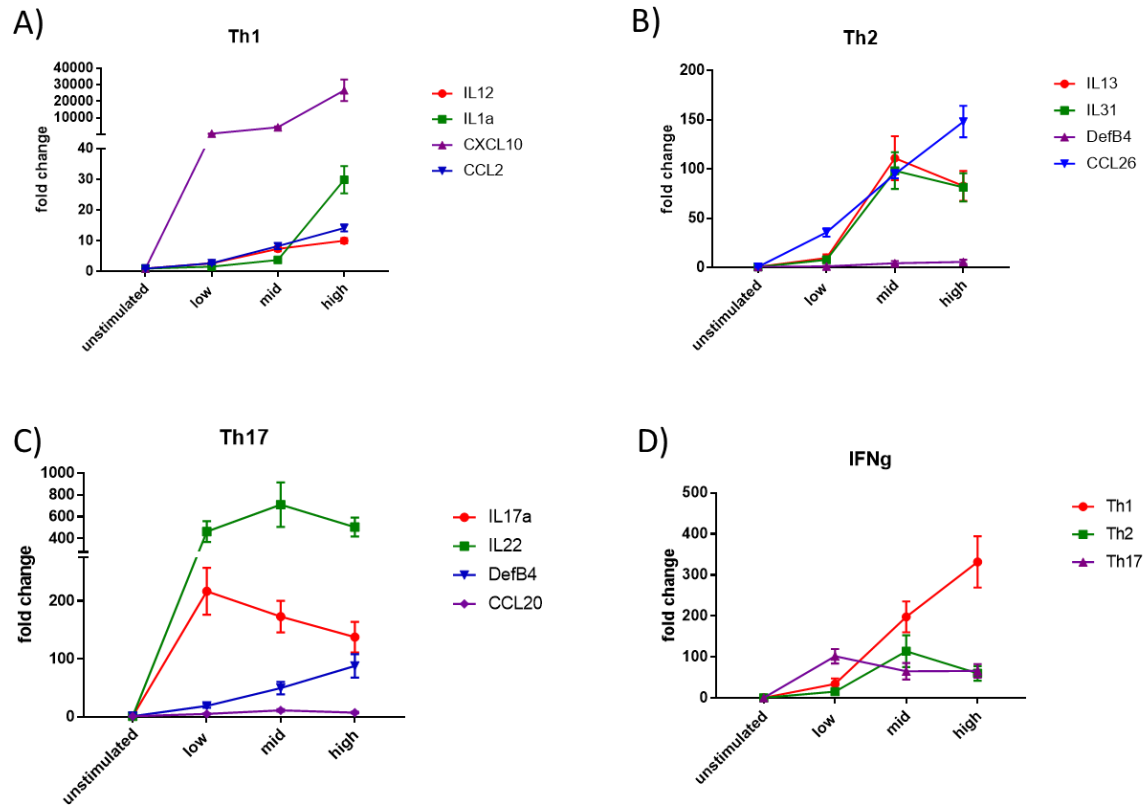 A)
Th1
fold change
40000
30000
20000
10000
40
30
20
10
0
unstimulated
low
mid
high
IL12
IL1a
CXCL10
CCL2
B)
Th2
fold change
200
150
100
50
0
unstimulated
low
mid
high
IL13
IL31
DefB4
CCL26
C)
Th17
fold change
1000
800
600
400
200
100
0
unstimulated
low
mid
high
IL17a
IL22
DefB4
CCL20
D)
IFNg
fold change
500
400
300
200
100
0
unstimulated
low
mid
high
Th1
Th2
Th17